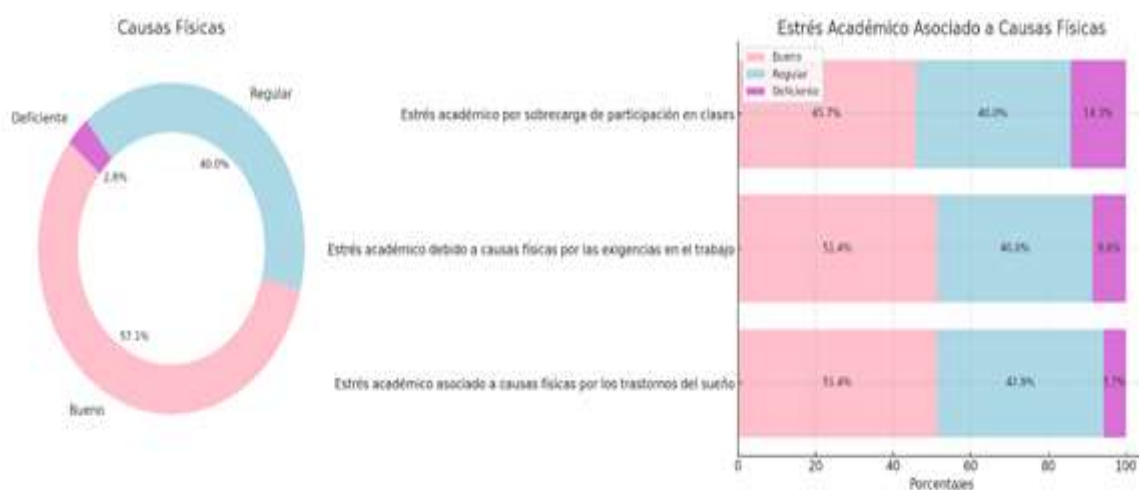 Causas Físicas
Deficiente
Regular
2.8%
40.0%
57.1%
Bueno
Estrés Académico Asociado a Causas Físicas
Bueno
Regular
Deficiente
Estrés académico por sobrecarga de participación en clases
45.7%
40.0%
14.3%
Estrés académico debido a causas físicas por las exigencias en el trabajo
51.4%
40.0%
8.6%
Estrés académico asociado a causas físicas por los trastornos del sueño
51.4%
42.9%
5.7%
0
20
40
60
80
100
Porcentajes